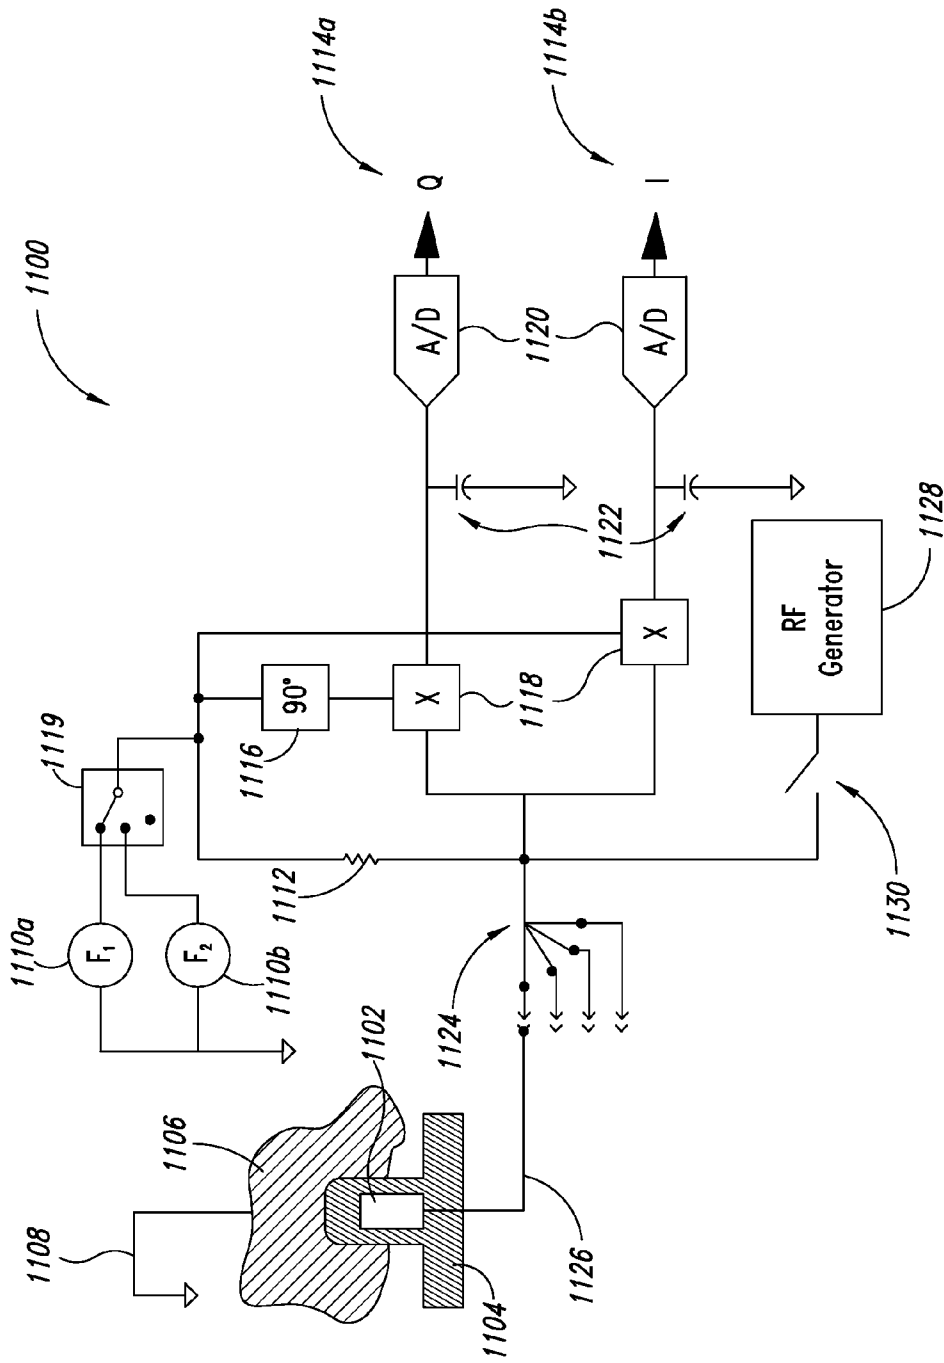 1100
1114a
1114b
Q
I
A/D
A/D
1120
1122
1119
90°
1116
X
X
1118
RF
Generator
1128
1130
1110a
F₁
F₂
1110b
1112
1124
1102
1106
1108
1104
1126